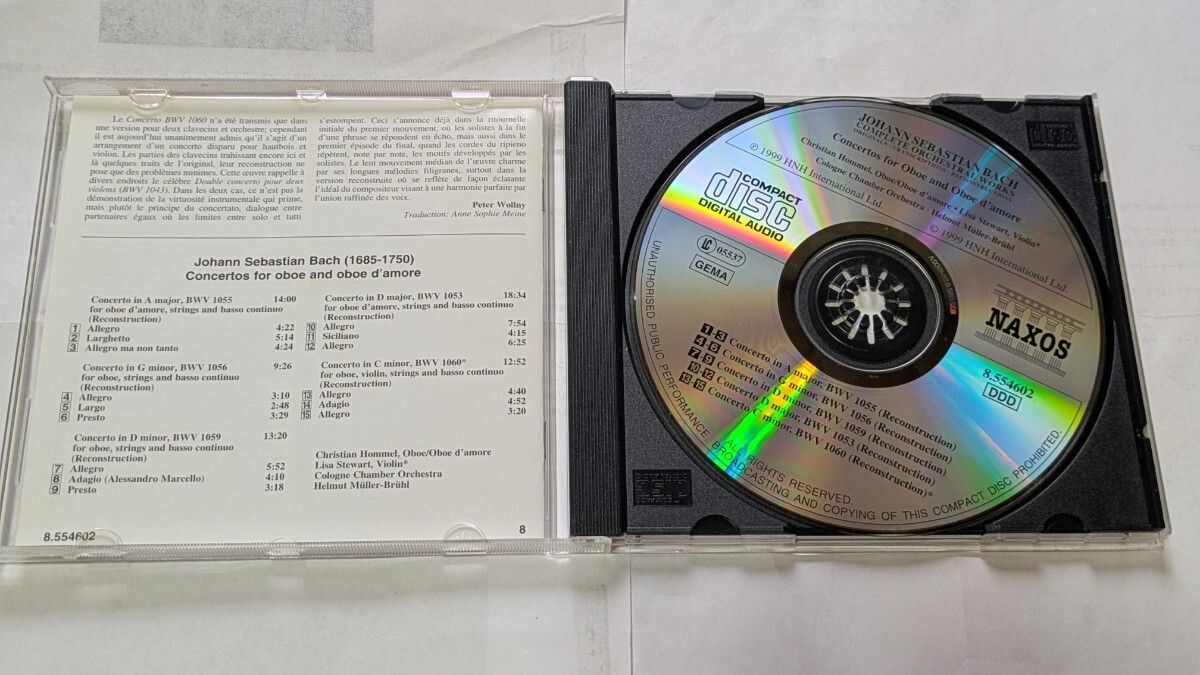 Le Concerto BWV 1060 n'a été transmis que dans
une version pour deux clavecins et orchestre; cependant
il est aujourd'hui unanimement admis qu'il s'agit d'un
arrangement d'un concerto disparu pour hautbois et
violon. Les parties des clavecins trahissant encore ici et
là quelques traits de l'original, leur reconstruction ne
pose que des problèmes minimes. Cette œuvre rappelle à
divers endroits le célèbre Double concerto pour deux
violons (BWV 1043). Dans les deux cas, ce n'est pas la
démonstration de la virtuosité instrumentale qui prime,
mais plutôt le principe du concertato, dialogue entre
partenaires égaux où les limites entre solo et tutti
s'estompent. Ceci s'annonce déjà dans la ritournelle
initiale du premier mouvement, où les solistes à la fin
d'une phrase se répondent en écho, mais aussi dans le
premier épisode du final, quand les cordes du ripieno
répètent, note par note, les motifs développés par les
solistes. Le lent mouvement médian de l'œuvre charme
par ses longues mélodies filigranes, surtout dans la
version reconstruite où se reflète de façon éclatante
l'idéal du compositeur visant à une harmonie parfaite par
l'union raffinée des voix.
Peter Wollny
Traduction: Anne Sophie Meine
Johann Sebastian Bach (1685-1750)
Concertos for oboe and oboe d'amore
Concerto in A major, BWV 1055 14:00
for oboe d'amore, strings and basso continuo
(Reconstruction)
1 Allegro 4:22
2 Larghetto 5:14
3 Allegro ma non tanto 4:24
Concerto in G minor, BWV 1056 9:26
for oboe, strings and basso continuo
(Reconstruction)
4 Allegro 3:10
5 Largo 2:48
6 Presto 3:29
Concerto in D minor, BWV 1059 13:20
for oboe, strings and basso continuo
(Reconstruction)
7 Allegro 5:52
8 Adagio (Alessandro Marcello) 4:10
9 Presto 3:18
Concerto in D major, BWV 1053 18:34
for oboe d'amore, strings and basso continuo
(Reconstruction)
10 Allegro 7:54
11 Siciliano 4:15
12 Allegro 6:25
Concerto in C minor, BWV 1060* 12:52
for oboe, violin, strings and basso continuo
(Reconstruction)
13 Allegro 4:40
14 Adagio 4:52
15 Allegro 3:20
Christian Hommel, Oboe/Oboe d'amore
Lisa Stewart, Violin*
Cologne Chamber Orchestra
Helmut Müller-Brühl
8.554602 8
JOHANN SEBASTIAN BACH
COMPLETE ORCHESTRAL WORKS
ORIGINALS · TRANSCRIPTIONS · RECONSTRUCTIONS
Concertos for Oboe and Oboe d'amore
Christian Hommel, Oboe/Oboe d'amore · Lisa Stewart, Violin*
Cologne Chamber Orchestra · Helmut Müller-Brühl
℗ 1999 HNH International Ltd.
© 1999 HNH International Ltd.
COMPACT
disc
DIGITAL AUDIO
LC 05537
GEMA
NAXOS
8.554602
DDD
1-3 Concerto in A major, BWV 1055 (Reconstruction)
4-6 Concerto in G minor, BWV 1056 (Reconstruction)
7-9 Concerto in D minor, BWV 1059 (Reconstruction)
10-12 Concerto in D major, BWV 1053 (Reconstruction)
13-15 Concerto in C minor, BWV 1060 (Reconstruction)*
ALL RIGHTS RESERVED.
UNAUTHORISED PUBLIC PERFORMANCE, BROADCASTING AND COPYING OF THIS COMPACT DISC PROHIBITED.